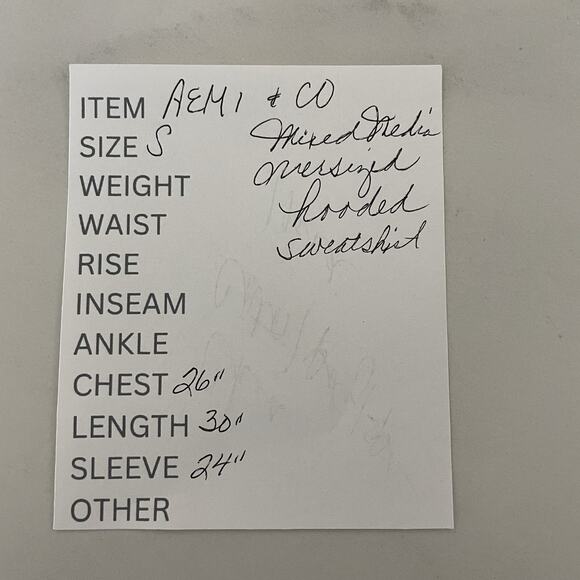 ITEM AEMI & CO
Mixed Media
SIZE S
oversized
WEIGHT
hooded
WAIST
sweatshirt
RISE
INSEAM
ANKLE
CHEST 26"
LENGTH 30"
SLEEVE 24"
OTHER